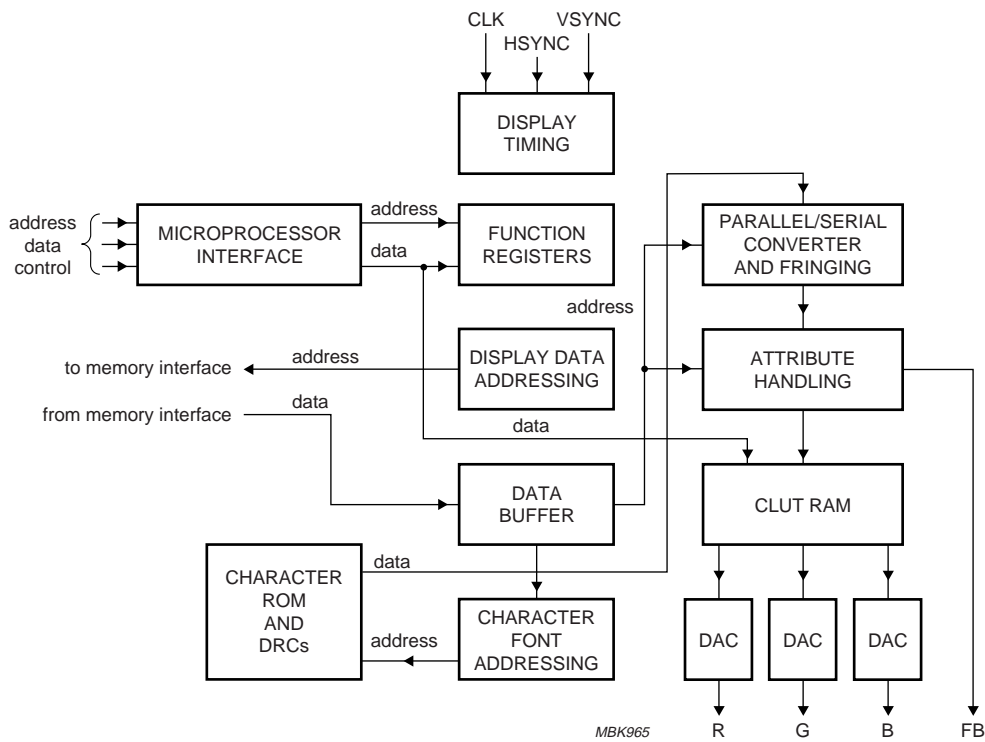 CLK
VSYNC
HSYNC
DISPLAY
TIMING
address
data
control
MICROPROCESSOR
INTERFACE
address
data
FUNCTION
REGISTERS
PARALLEL/SERIAL
CONVERTER
AND FRINGING
address
to memory interface
address
DISPLAY DATA
ADDRESSING
ATTRIBUTE
HANDLING
from memory interface
data
data
DATA
BUFFER
CLUT RAM
CHARACTER
ROM
AND
DRCs
data
address
CHARACTER
FONT
ADDRESSING
DAC
DAC
DAC
MBK965
R
G
B
FB